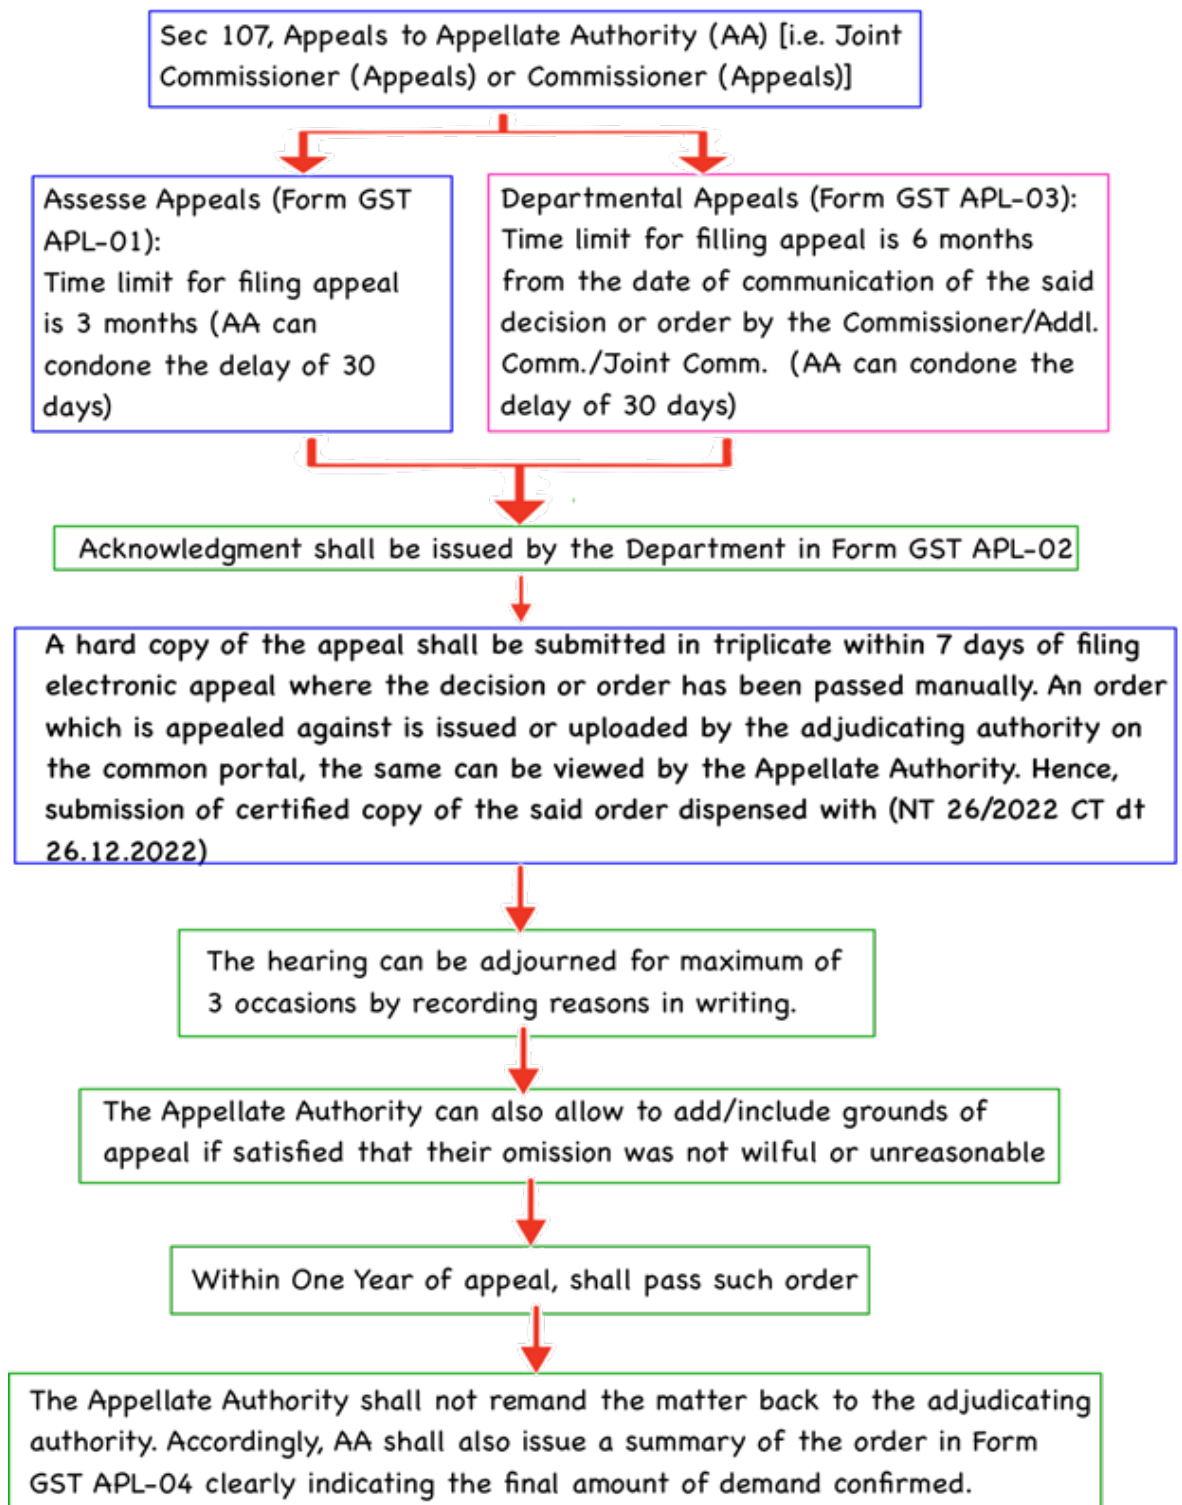 Sec 107, Appeals to Appellate Authority (AA) [i.e. Joint
Commissioner (Appeals) or Commissioner (Appeals)]
Assesse Appeals (Form GST
APL-01):
Time limit for filing appeal
is 3 months (AA can
condone the delay of 30
days)
Departmental Appeals (Form GST APL-03):
Time limit for filling appeal is 6 months
from the date of communication of the said
decision or order by the Commissioner/Addl.
Comm./Joint Comm. (AA can condone the
delay of 30 days)
Acknowledgment shall be issued by the Department in Form GST APL-02
A hard copy of the appeal shall be submitted in triplicate within 7 days of filing
electronic appeal where the decision or order has been passed manually. An order
which is appealed against is issued or uploaded by the adjudicating authority on
the common portal, the same can be viewed by the Appellate Authority. Hence,
submission of certified copy of the said order dispensed with (NT 26/2022 CT dt
26.12.2022)
The hearing can be adjourned for maximum of
3 occasions by recording reasons in writing.
The Appellate Authority can also allow to add/include grounds of
appeal if satisfied that their omission was not wilful or unreasonable
Within One Year of appeal, shall pass such order
The Appellate Authority shall not remand the matter back to the adjudicating
authority. Accordingly, AA shall also issue a summary of the order in Form
GST APL-04 clearly indicating the final amount of demand confirmed.